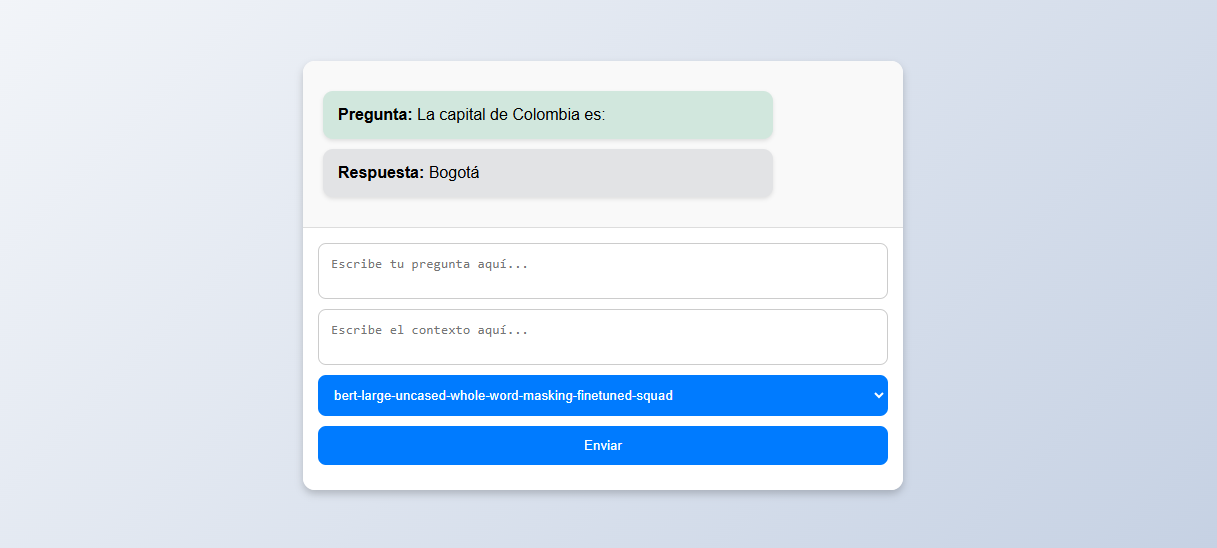 Pregunta: La capital de Colombia es:
Respuesta: Bogotá
Escribe tu pregunta aquí...
Escribe el contexto aquí...
bert-large-uncased-whole-word-masking-finetuned-squad
Enviar